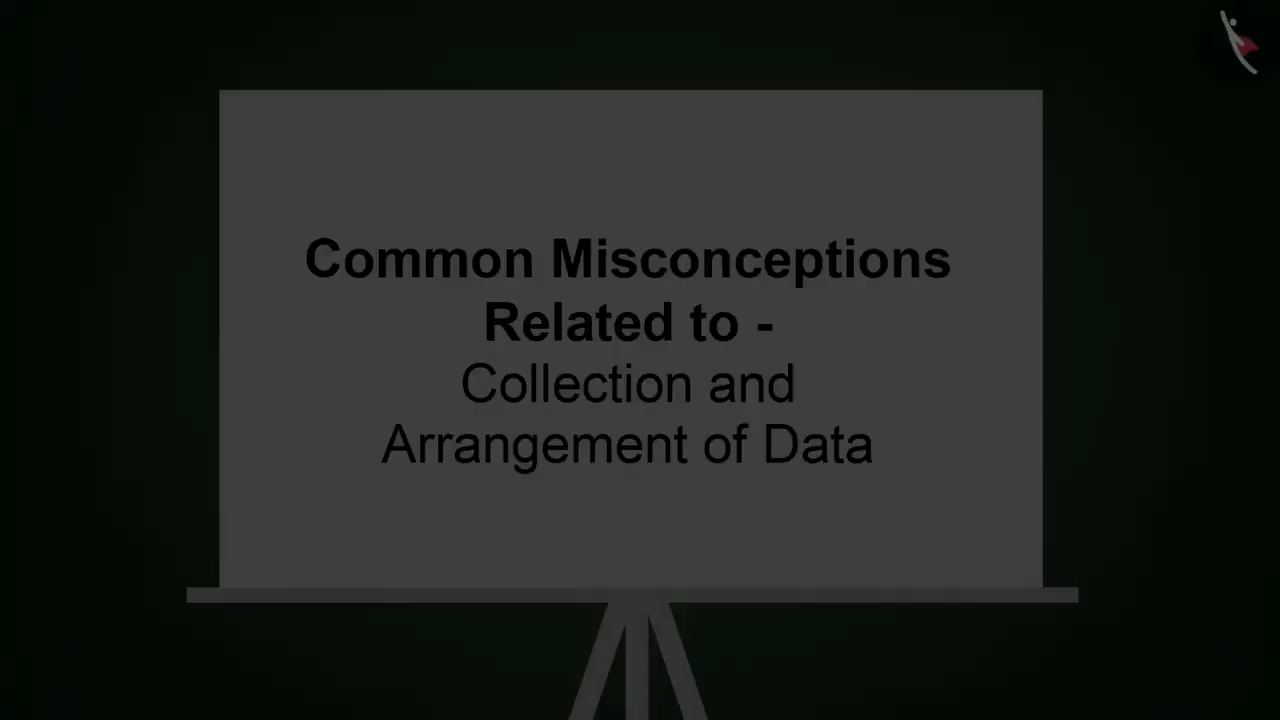 Common Misconceptions
Related to -
Collection and
Arrangement of Data